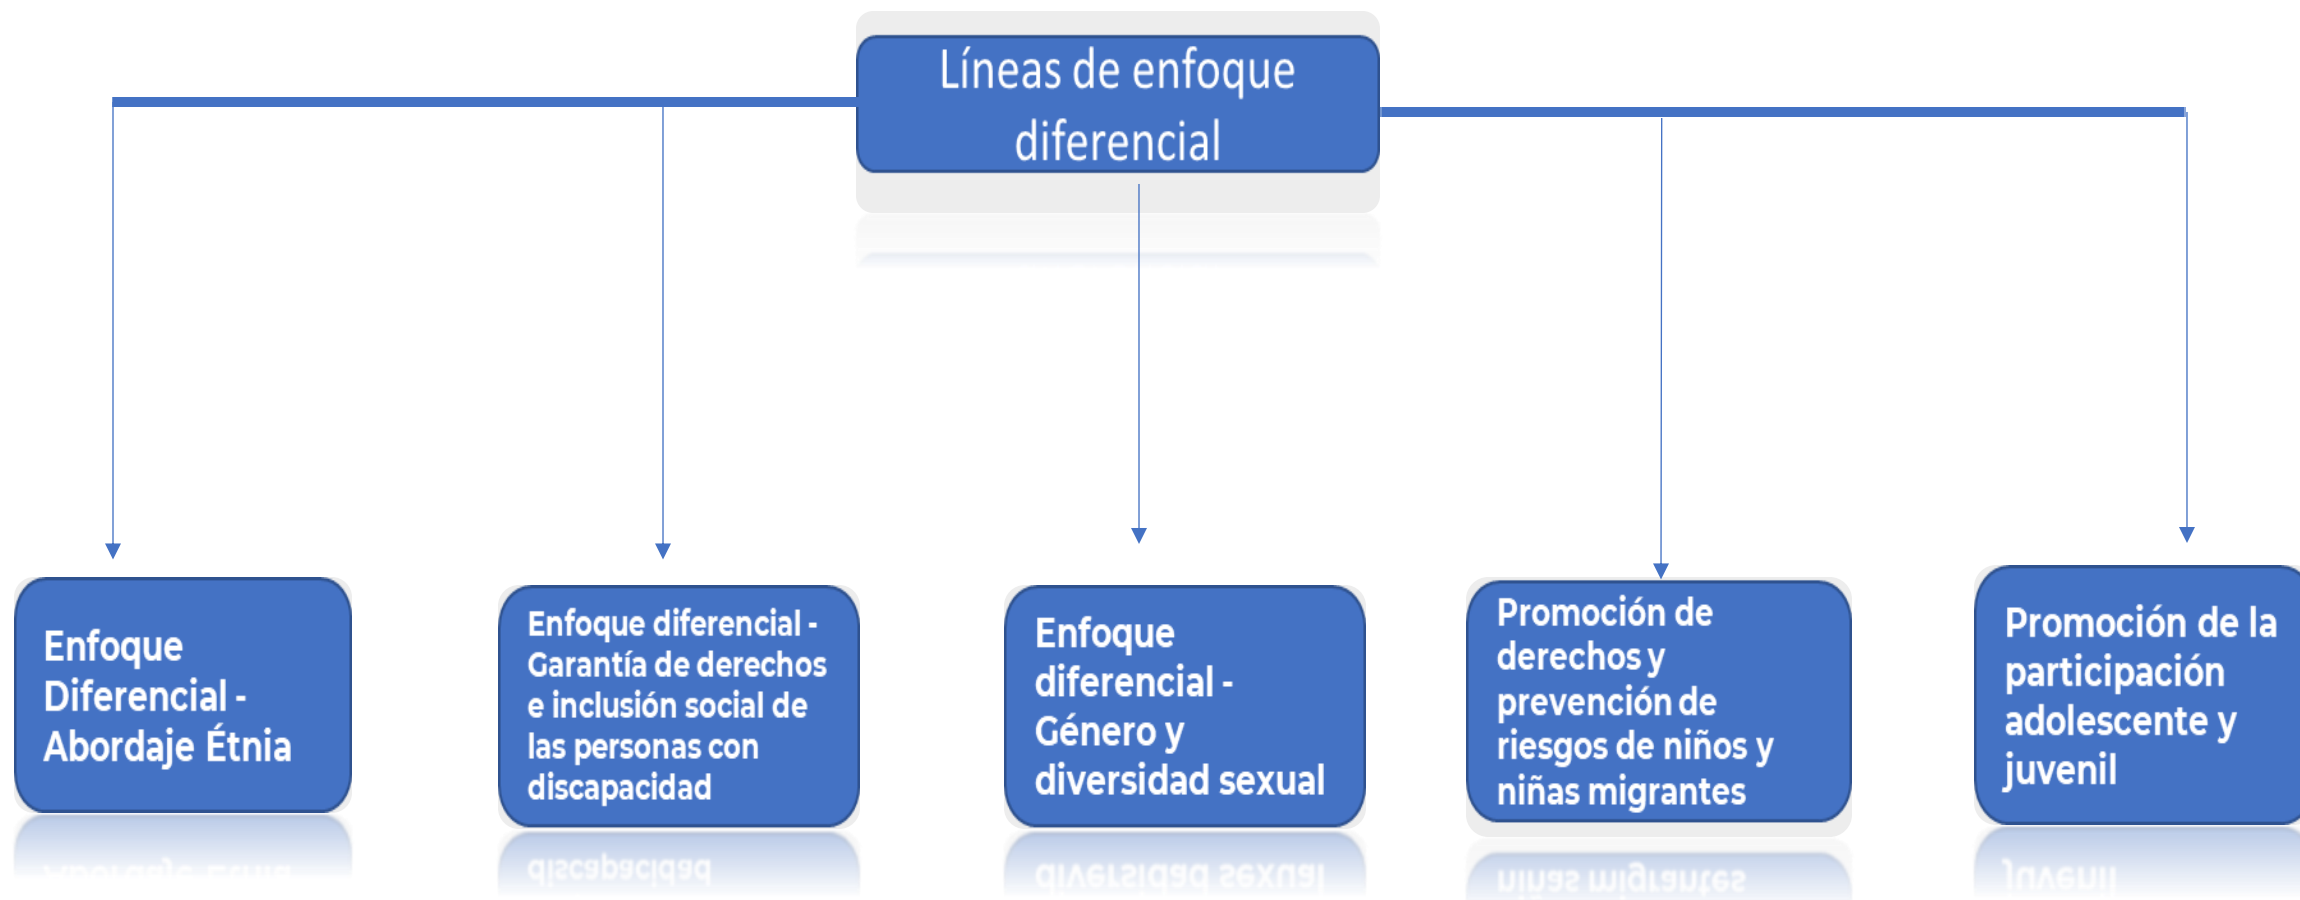 Líneas de enfoque
diferencial
Enfoque
Diferencial -
Abordaje Étnia
Enfoque diferencial -
Garantía de derechos
e inclusión social de
las personas con
discapacidad
Enfoque
diferencial -
Género y
diversidad sexual
Promoción de
derechos y
prevención de
riesgos de niños y
niñas migrantes
Promoción de la
participación
adolescente y
juvenil